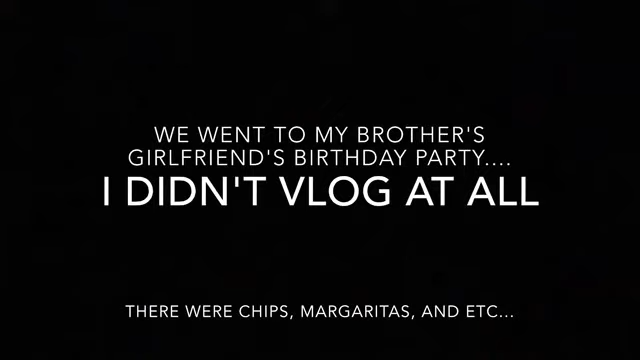 WE WENT TO MY BROTHER'S
GIRLFRIEND'S BIRTHDAY PARTY....
I DIDN'T VLOG AT ALL
THERE WERE CHIPS, MARGARITAS, AND ETC...